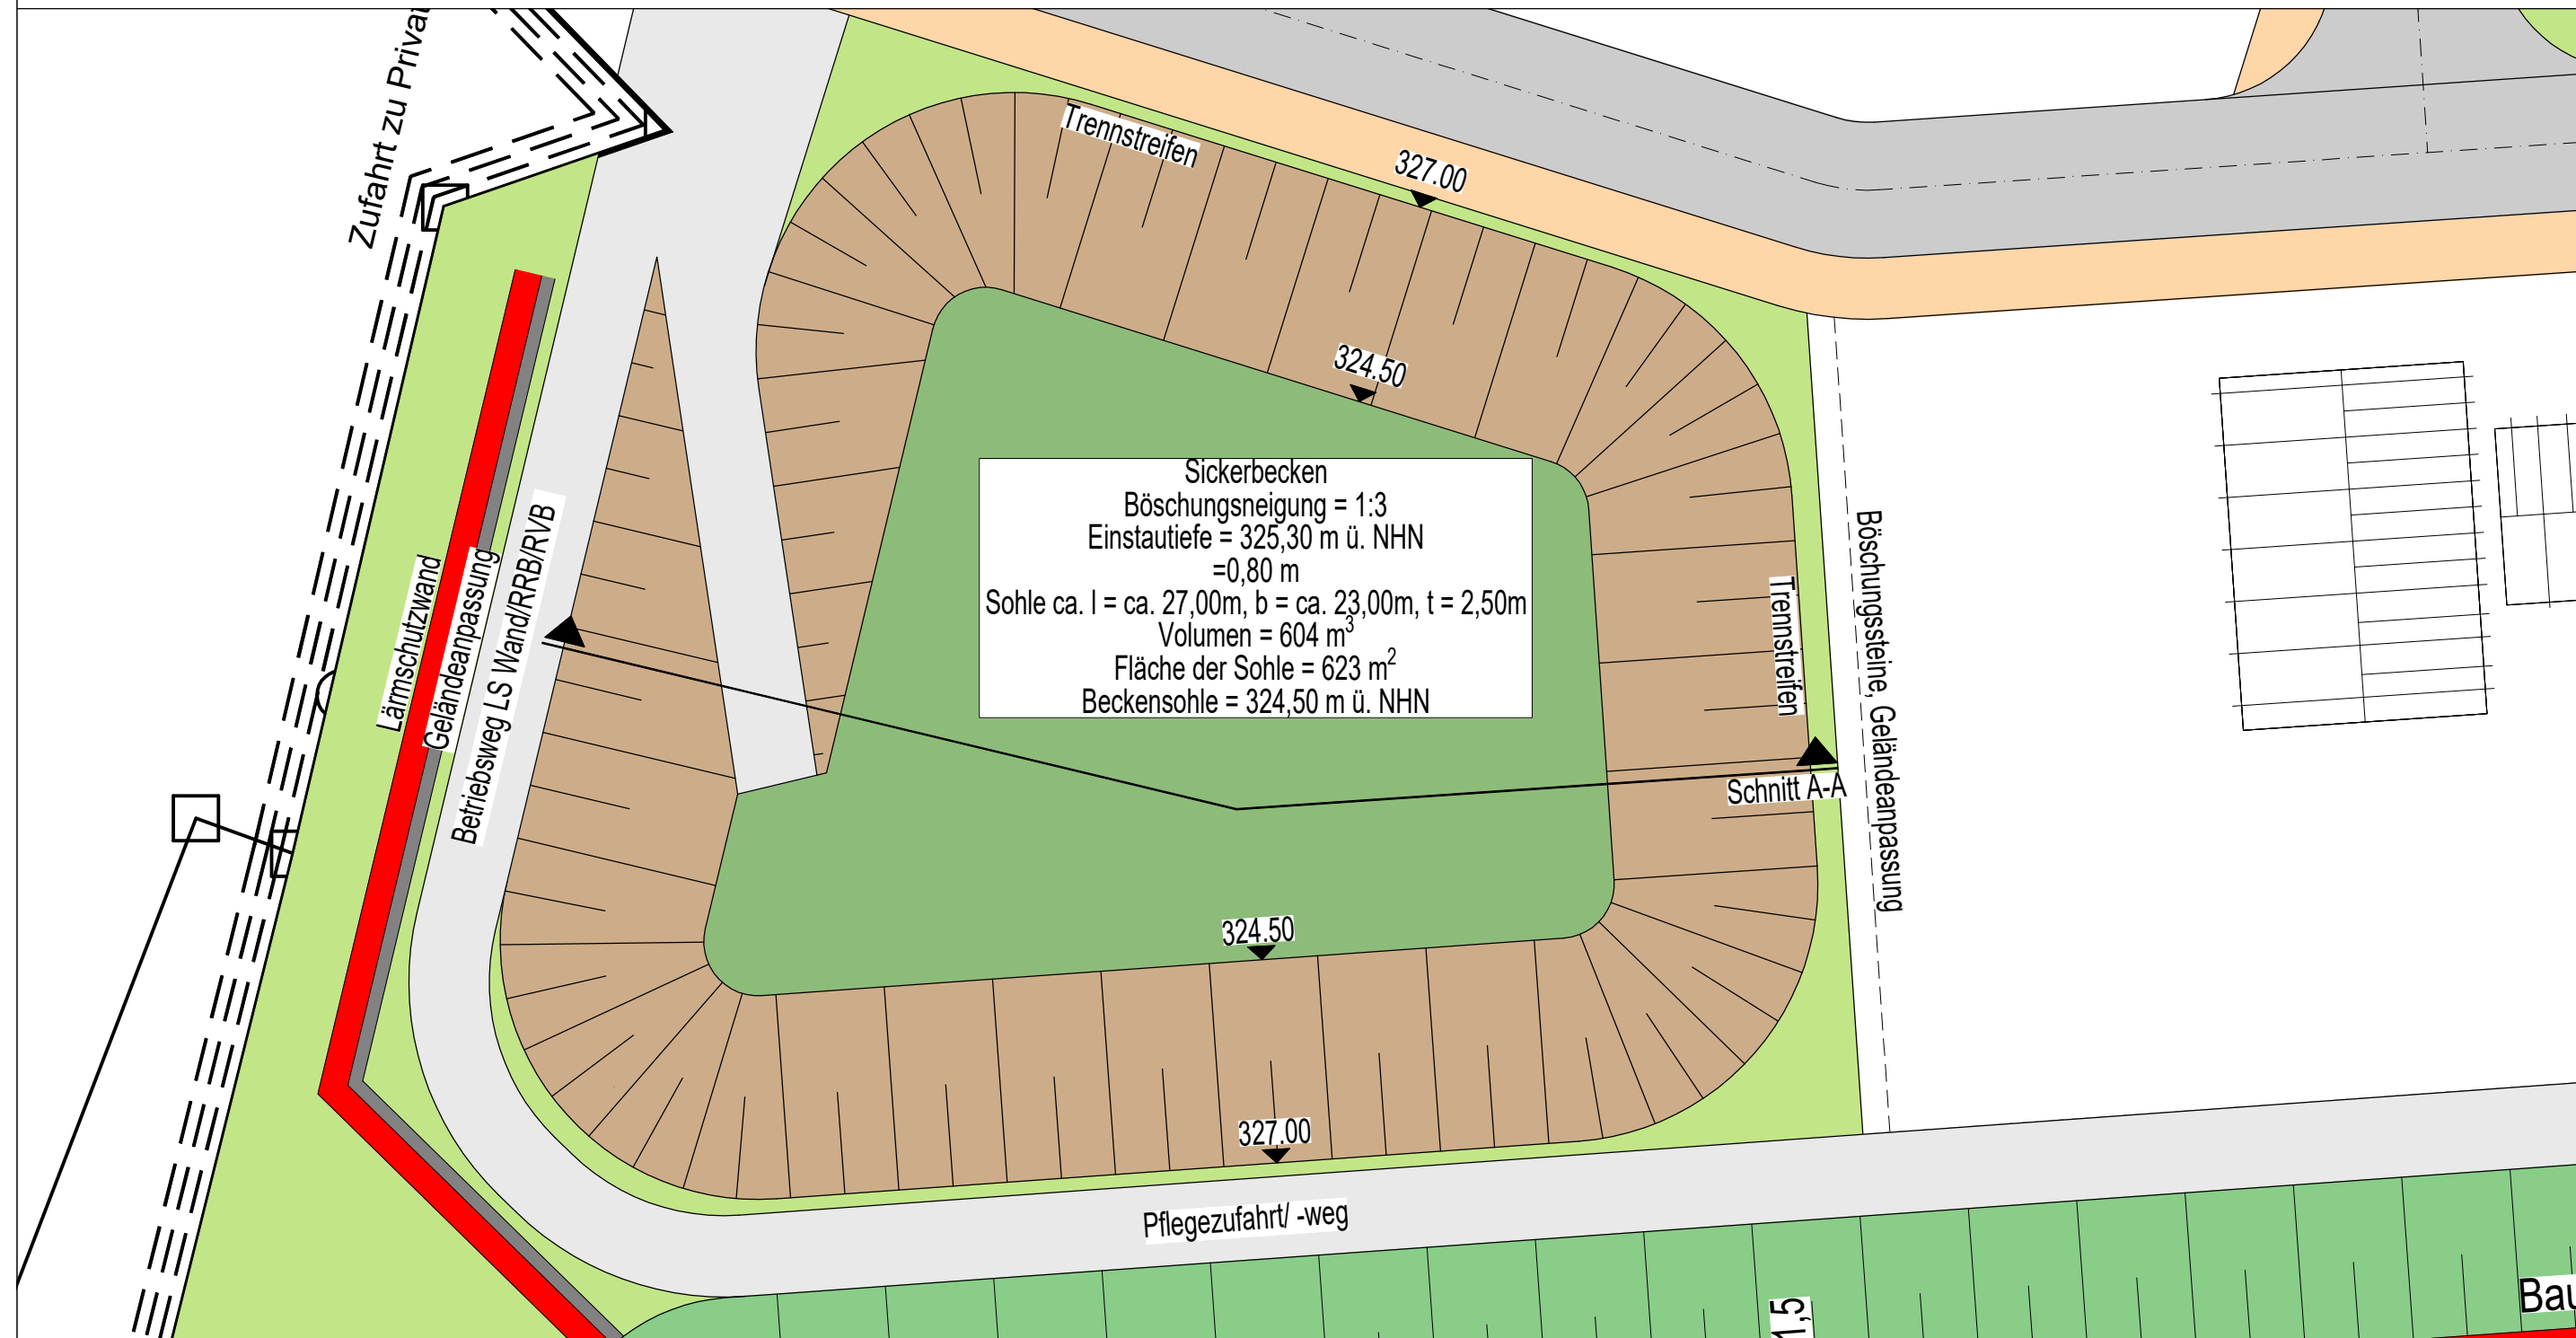 Zufahrt zu Privat
Trennstreifen
327.00
324.50
Sickerbecken
Böschungsneigung = 1:3
Einstautiefe = 325,30 m ü. NHN
=0,80 m
Sohle ca. l = ca. 27,00m, b = ca. 23,00m, t = 2,50m
Volumen = 604 m³
Fläche der Sohle = 623 m²
Beckensohle = 324,50 m ü. NHN
Lärmschutzwand
Geländeanpassung
Betriebsweg LS Wand/RRB/RVB
Trennstreifen
Böschungssteine, Geländeanpassung
Schnitt A-A
324.50
327.00
Pflegezufahrt/ -weg
1,5
Bau